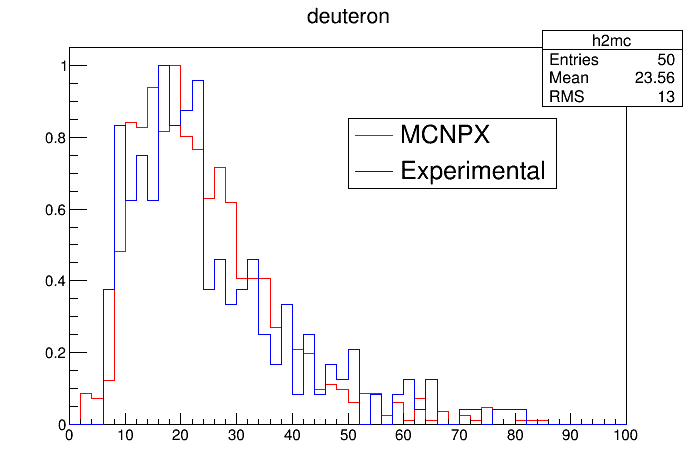 deuteron
h2mc
Entries 50
Mean 23.56
RMS 13
MCNPX
Experimental
1
0.8
0.6
0.4
0.2
0
0 10 20 30 40 50 60 70 80 90 100